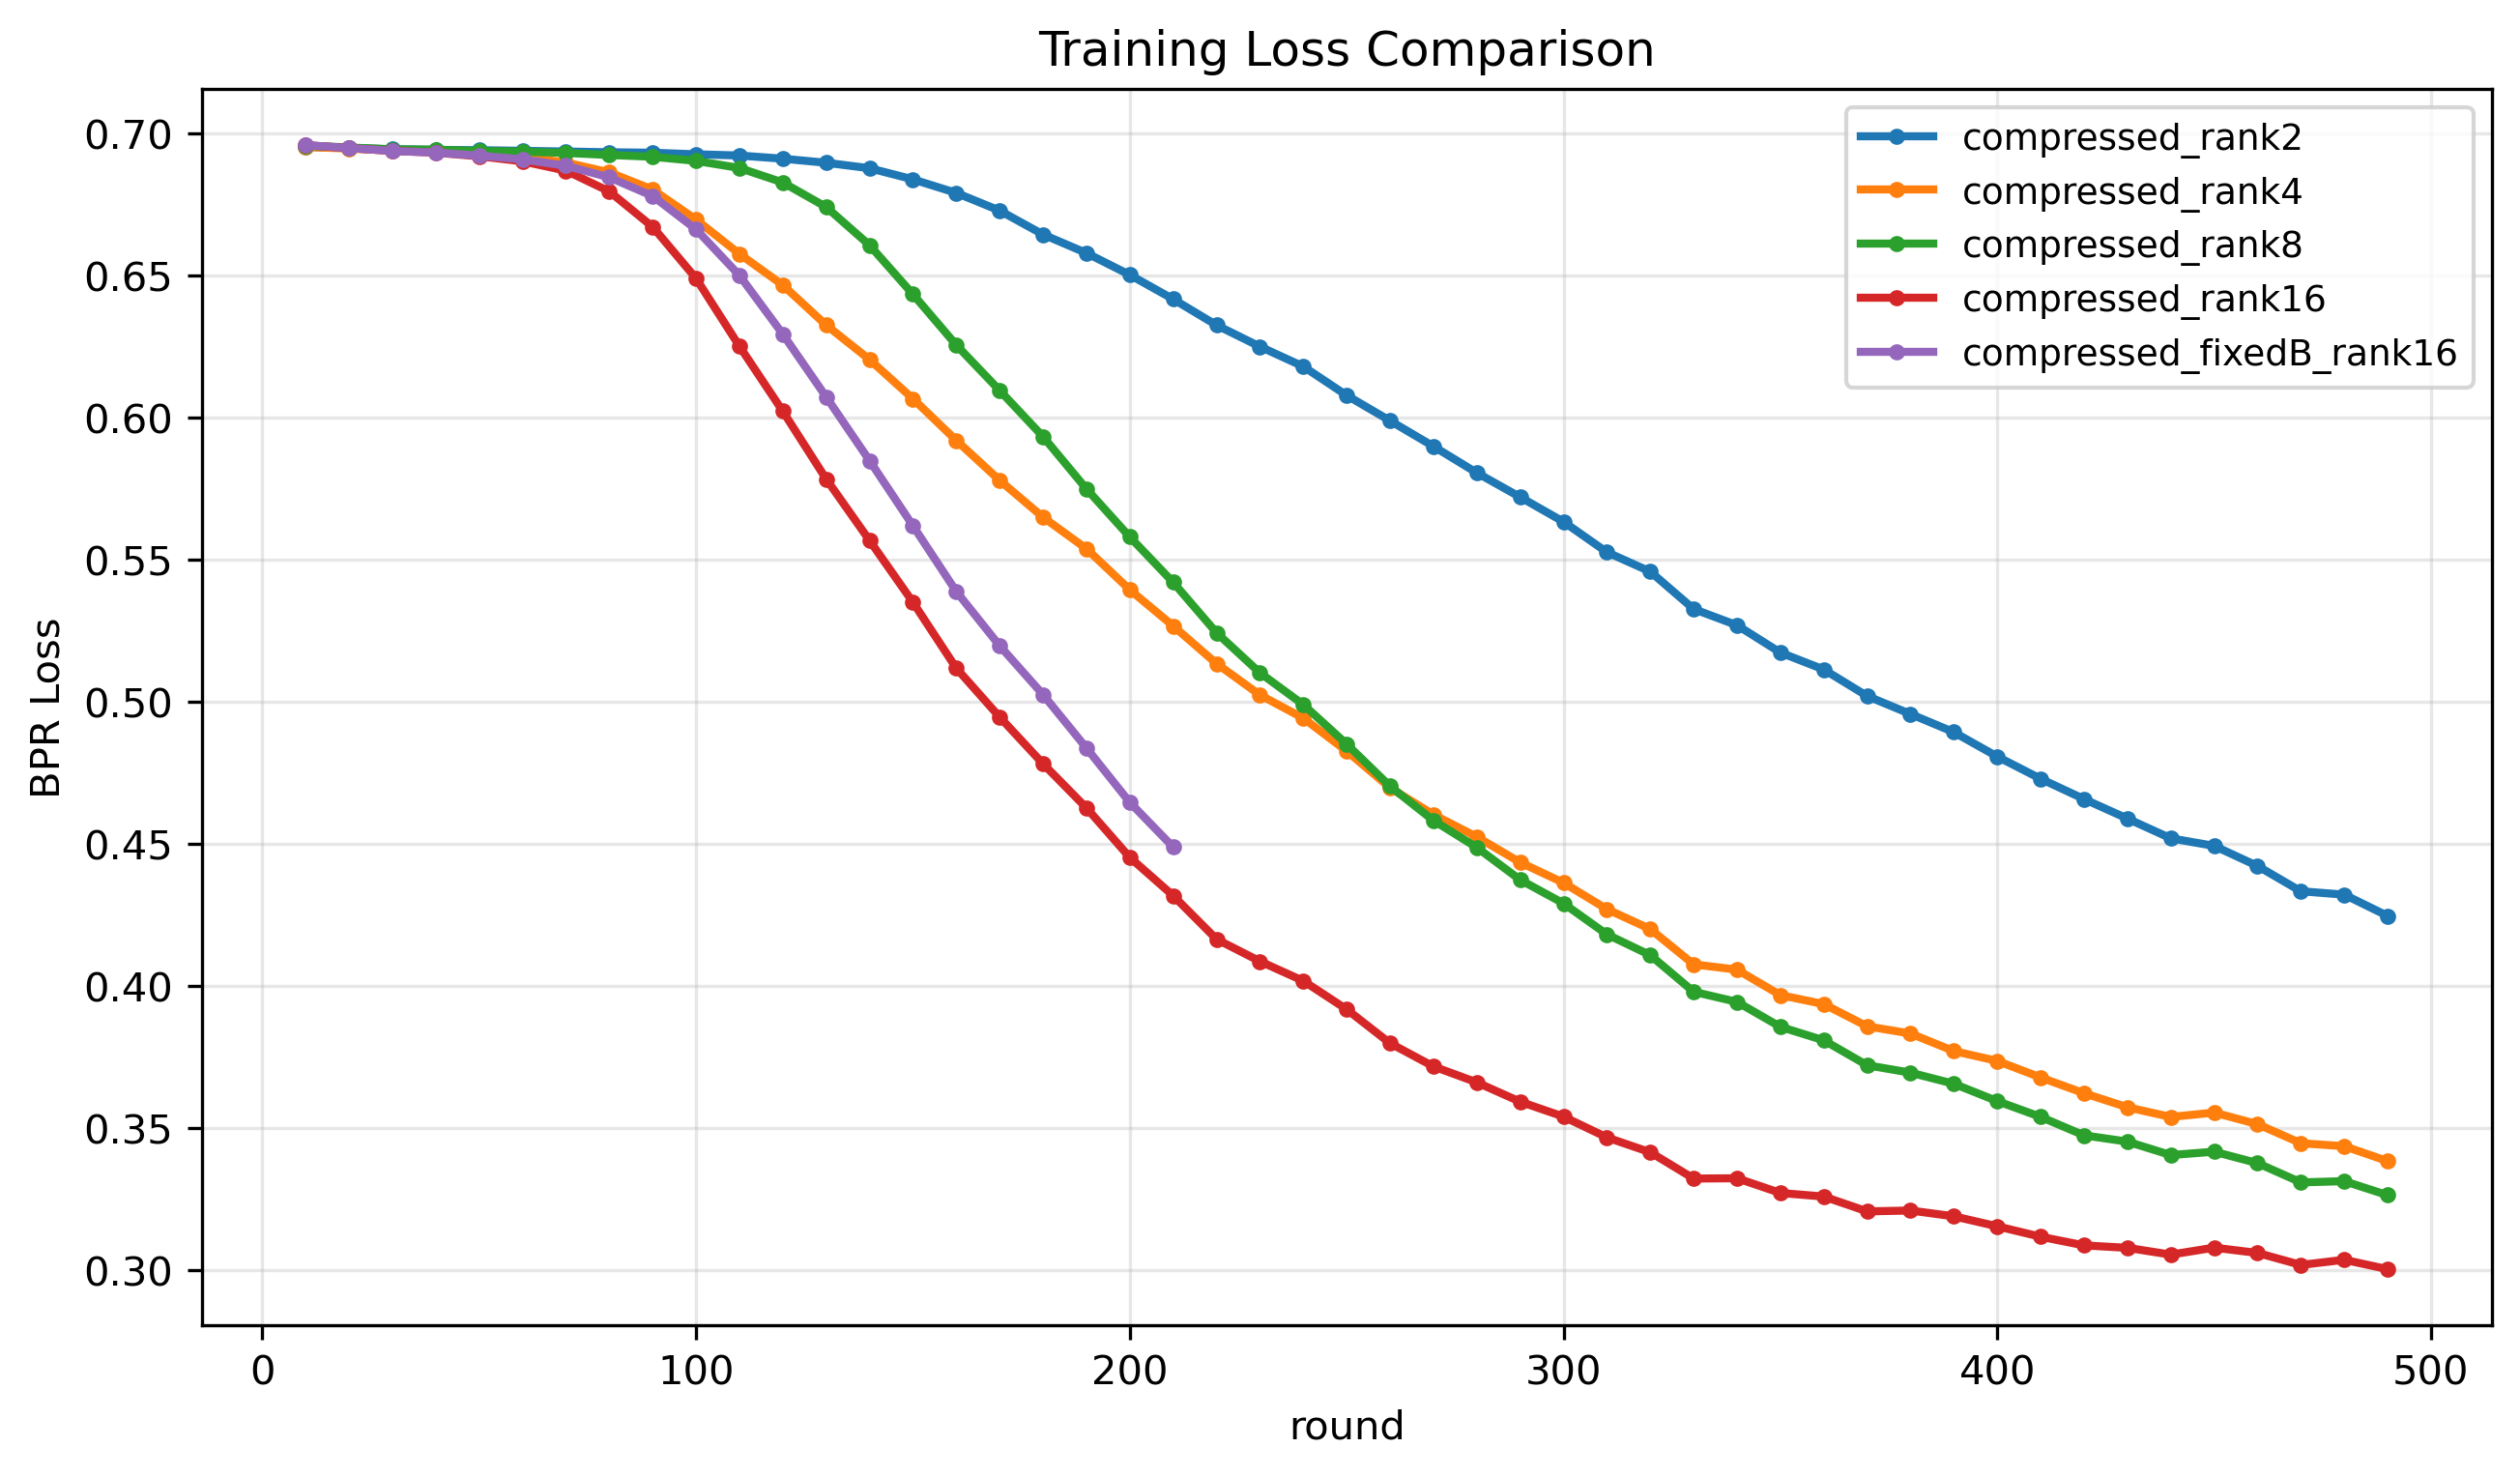 Training Loss Comparison
0.70
0.65
0.60
0.55
0.50
0.45
0.40
0.35
0.30
BPR Loss
compressed_rank2
compressed_rank4
compressed_rank8
compressed_rank16
compressed_fixedB_rank16
0 100 200 300 400 500
round